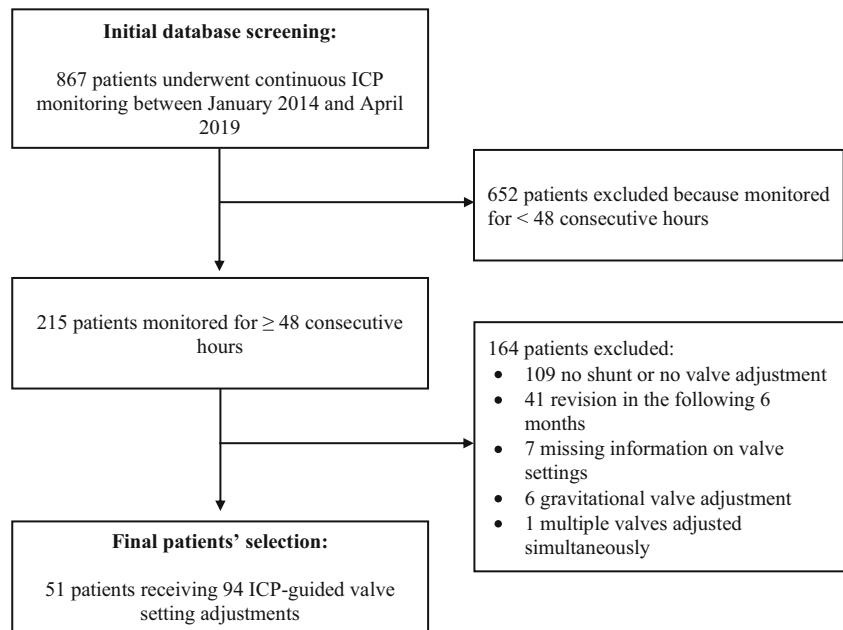 Initial database screening:
867 patients underwent continuous ICP
monitoring between January 2014 and April
2019
652 patients excluded because monitored
for < 48 consecutive hours
215 patients monitored for ≥ 48 consecutive
hours
164 patients excluded:
• 109 no shunt or no valve adjustment
• 41 revision in the following 6
months
• 7 missing information on valve
settings
• 6 gravitational valve adjustment
• 1 multiple valves adjusted
simultaneously
Final patients’ selection:
51 patients receiving 94 ICP-guided valve
setting adjustments